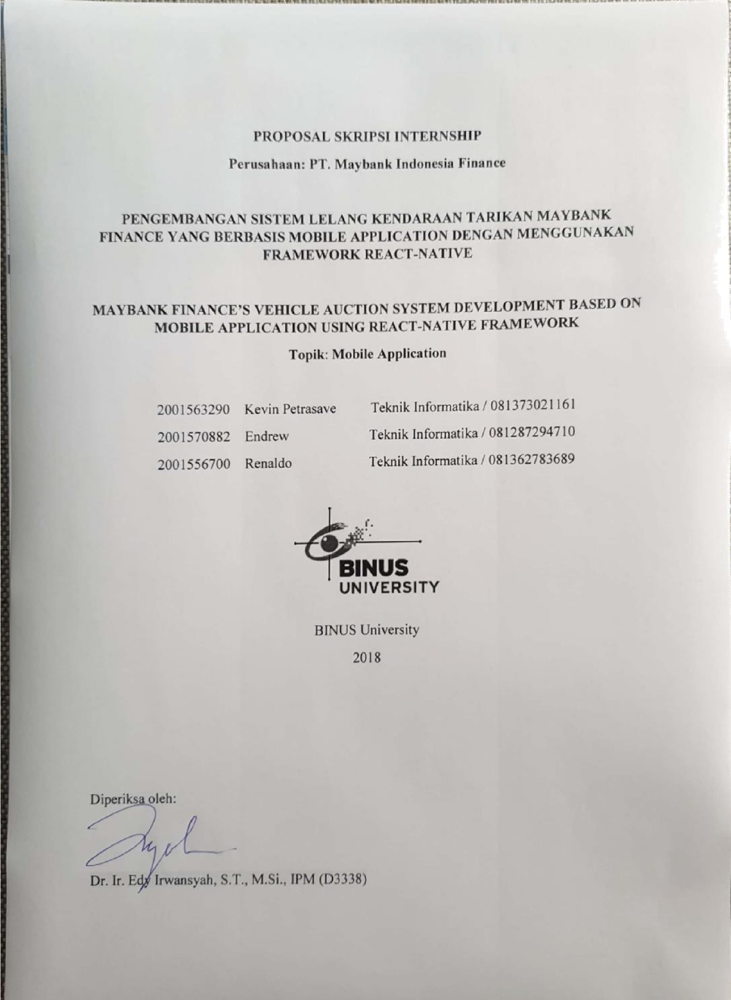 PROPOSAL SKRIPSI INTERNSHIP
Perusahaan: PT. Maybank Indonesia Finance
PENGEMBANGAN SISTEM LELANG KENDARAAN TARIKAN MAYBANK
FINANCE YANG BERBASIS MOBILE APPLICATION DENGAN MENGGUNAKAN
FRAMEWORK REACT-NATIVE
MAYBANK FINANCE'S VEHICLE AUCTION SYSTEM DEVELOPMENT BASED ON
MOBILE APPLICATION USING REACT-NATIVE FRAMEWORK
Topik: Mobile Application
2001563290 Kevin Petrasave Teknik Informatika / 081373021161
2001570882 Endrew Teknik Informatika / 081287294710
2001556700 Renaldo Teknik Informatika / 081362783689
BINUS
UNIVERSITY
BINUS University
2018
Diperiksa oleh:
Dr. Ir. Edy Irwansyah, S.T., M.Si., IPM (D3338)